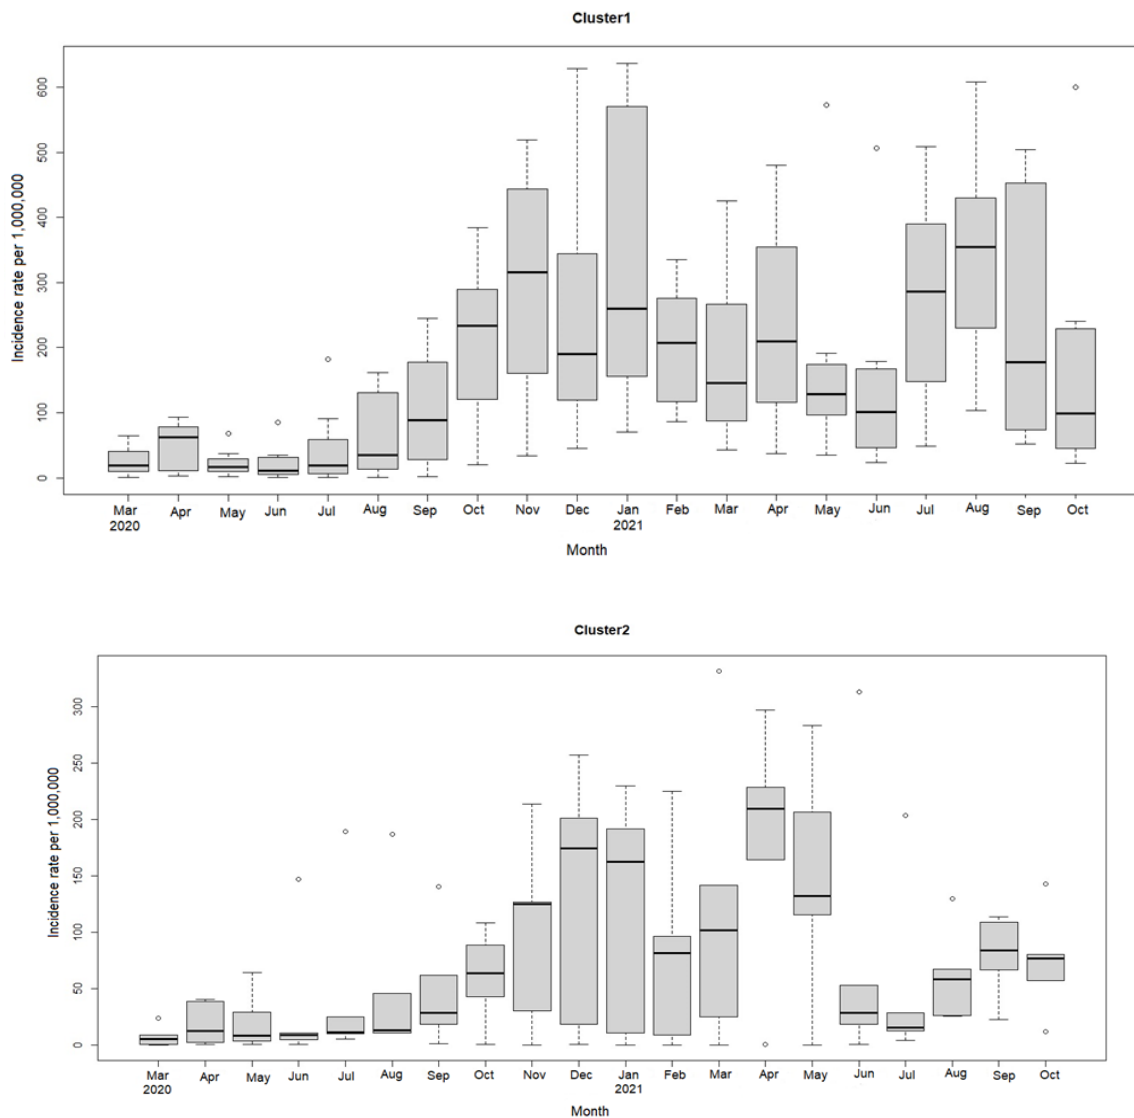 Cluster1
Incidence rate per 1,000,000
600
500
400
300
200
100
0
Mar Apr May Jun Jul Aug Sep Oct Nov Dec Jan Feb Mar Apr May Jun Jul Aug Sep Oct
2020 2021
Month
Cluster2
Incidence rate per 1,000,000
300
250
200
150
100
50
0
Mar Apr May Jun Jul Aug Sep Oct Nov Dec Jan Feb Mar Apr May Jun Jul Aug Sep Oct
2020 2021
Month